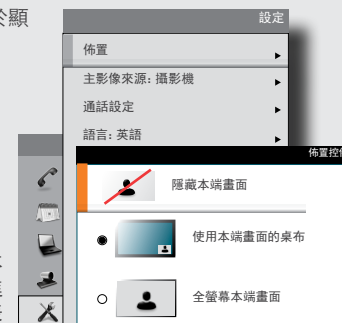 於顯
設定
佈置
主影像來源: 攝影機
通話設定
語言: 英語
佈置控
隱藏本端畫面
使用本端畫面的桌布
全螢幕本端畫面